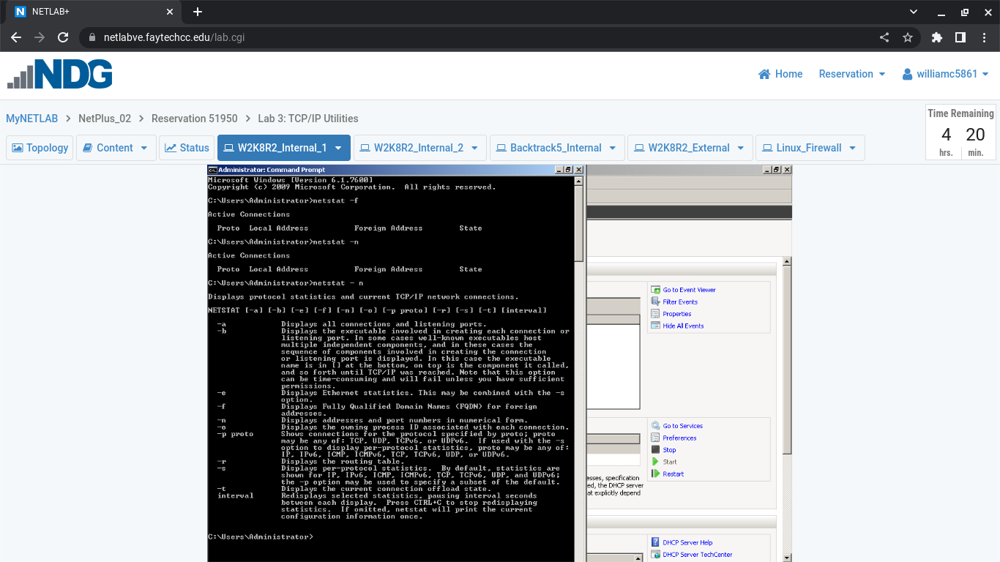 NETLAB+
netlabve.faytechcc.edu/lab.cgi
NDG
Home
Reservation
williamc5861
MyNETLAB > NetPlus_02 > Reservation 51950 > Lab 3: TCP/IP Utilities
Time Remaining
4 20
hrs. min.
Topology
Content
Status
W2K8R2_Internal_1
W2K8R2_Internal_2
Backtrack5_Internal
W2K8R2_External
Linux_Firewall
Administrator: Command Prompt
Microsoft Windows [Version 6.1.7600]
Copyright (c) 2009 Microsoft Corporation.  All rights reserved.
C:\Users\Administrator>netstat -f
Active Connections
Proto  Local Address          Foreign Address        State
C:\Users\Administrator>netstat -n
Active Connections
Proto  Local Address          Foreign Address        State
C:\Users\Administrator>netstat - n
Displays protocol statistics and current TCP/IP network connections.
NETSTAT [-a] [-b] [-e] [-f] [-n] [-o] [-p proto] [-r] [-s] [-t] [interval]
-a            Displays all connections and listening ports.
-b            Displays the executable involved in creating each connection or
listening port. In some cases well-known executables host
multiple independent components, and in these cases the
sequence of components involved in creating the connection
or listening port is displayed. In this case the executable
name is in [] at the bottom, on top is the component it called,
and so forth until TCP/IP was reached. Note that this option
can be time-consuming and will fail unless you have sufficient
permissions.
-e            Displays Ethernet statistics. This may be combined with the -s
option.
-f            Displays Fully Qualified Domain Names (FQDN) for foreign
addresses.
-n            Displays addresses and port numbers in numerical form.
-o            Displays the owning process ID associated with each connection.
-p proto      Shows connections for the protocol specified by proto; proto
may be any of: TCP, UDP, TCPv6, or UDPv6.  If used with the -s
option to display per-protocol statistics, proto may be any of:
IP, IPv6, ICMP, ICMPv6, TCP, TCPv6, UDP, or UDPv6.
-r            Displays the routing table.
-s            Displays per-protocol statistics.  By default, statistics are
shown for IP, IPv6, ICMP, ICMPv6, TCP, TCPv6, UDP, and UDPv6;
the -p option may be used to specify a subset of the default.
-t            Displays the current connection offload state.
interval      Redisplays selected statistics, pausing interval seconds
between each display.  Press CTRL+C to stop redisplaying
statistics.  If omitted, netstat will print the current
configuration information once.
C:\Users\Administrator>
Go to Event Viewer
Filter Events
Properties
Hide All Events
Go to Services
Preferences
Stop
Start
Restart
esses, specification
ed, the DHCP server
at explicitly depend
DHCP Server Help
DHCP Server TechCenter